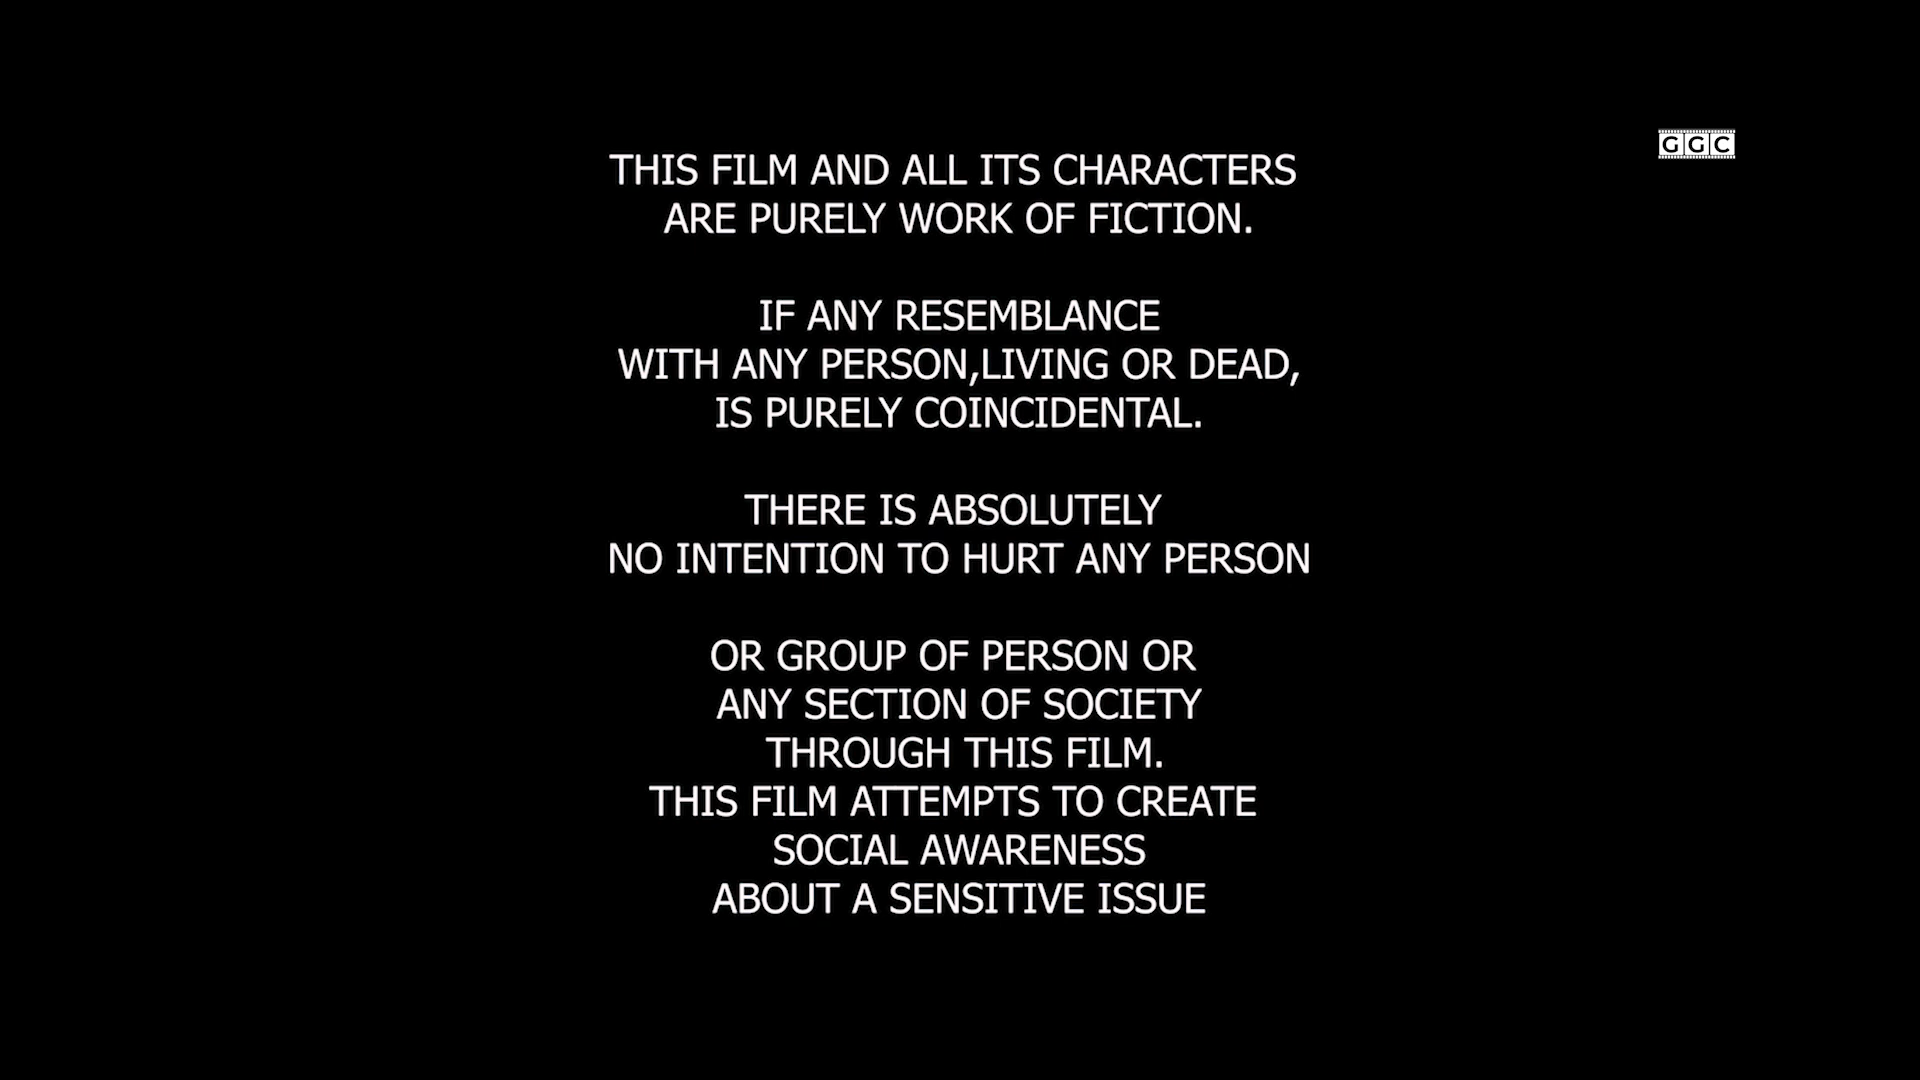 GGC
THIS FILM AND ALL ITS CHARACTERS
ARE PURELY WORK OF FICTION.
IF ANY RESEMBLANCE
WITH ANY PERSON,LIVING OR DEAD,
IS PURELY COINCIDENTAL.
THERE IS ABSOLUTELY
NO INTENTION TO HURT ANY PERSON
OR GROUP OF PERSON OR
ANY SECTION OF SOCIETY
THROUGH THIS FILM.
THIS FILM ATTEMPTS TO CREATE
SOCIAL AWARENESS
ABOUT A SENSITIVE ISSUE